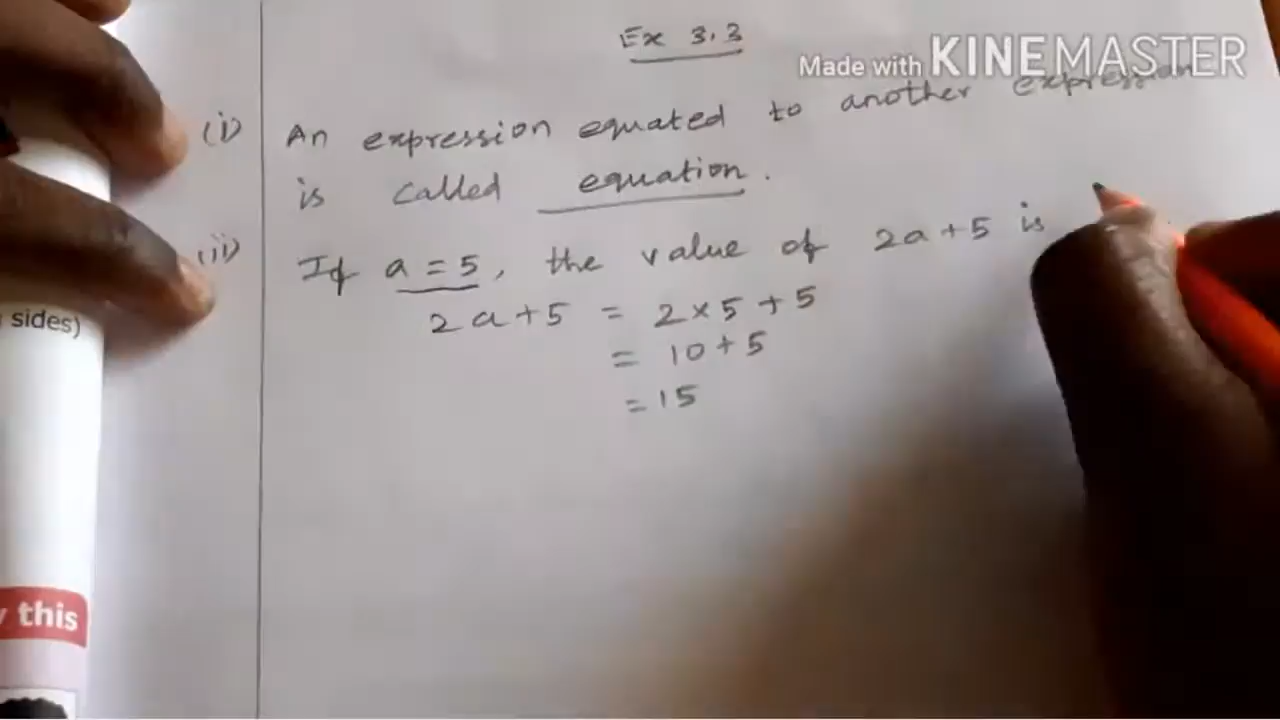 Ex 3.3
Made with KINEMASTER
(i) An expression equated to another expression
is called equation.
(ii) If a = 5, the value of 2a+5 is
2a+5 = 2×5+5
= 10+5
= 15
sides)
this